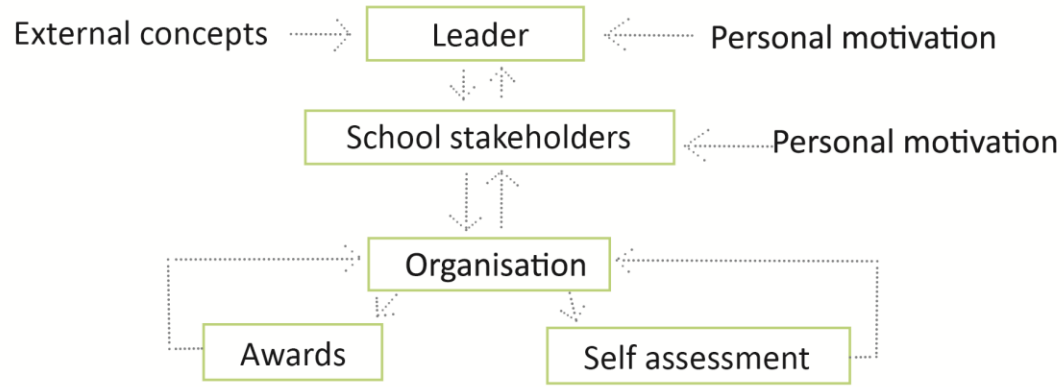 External concepts
Leader
Personal motivation
School stakeholders
Personal motivation
Organisation
Awards
Self assessment